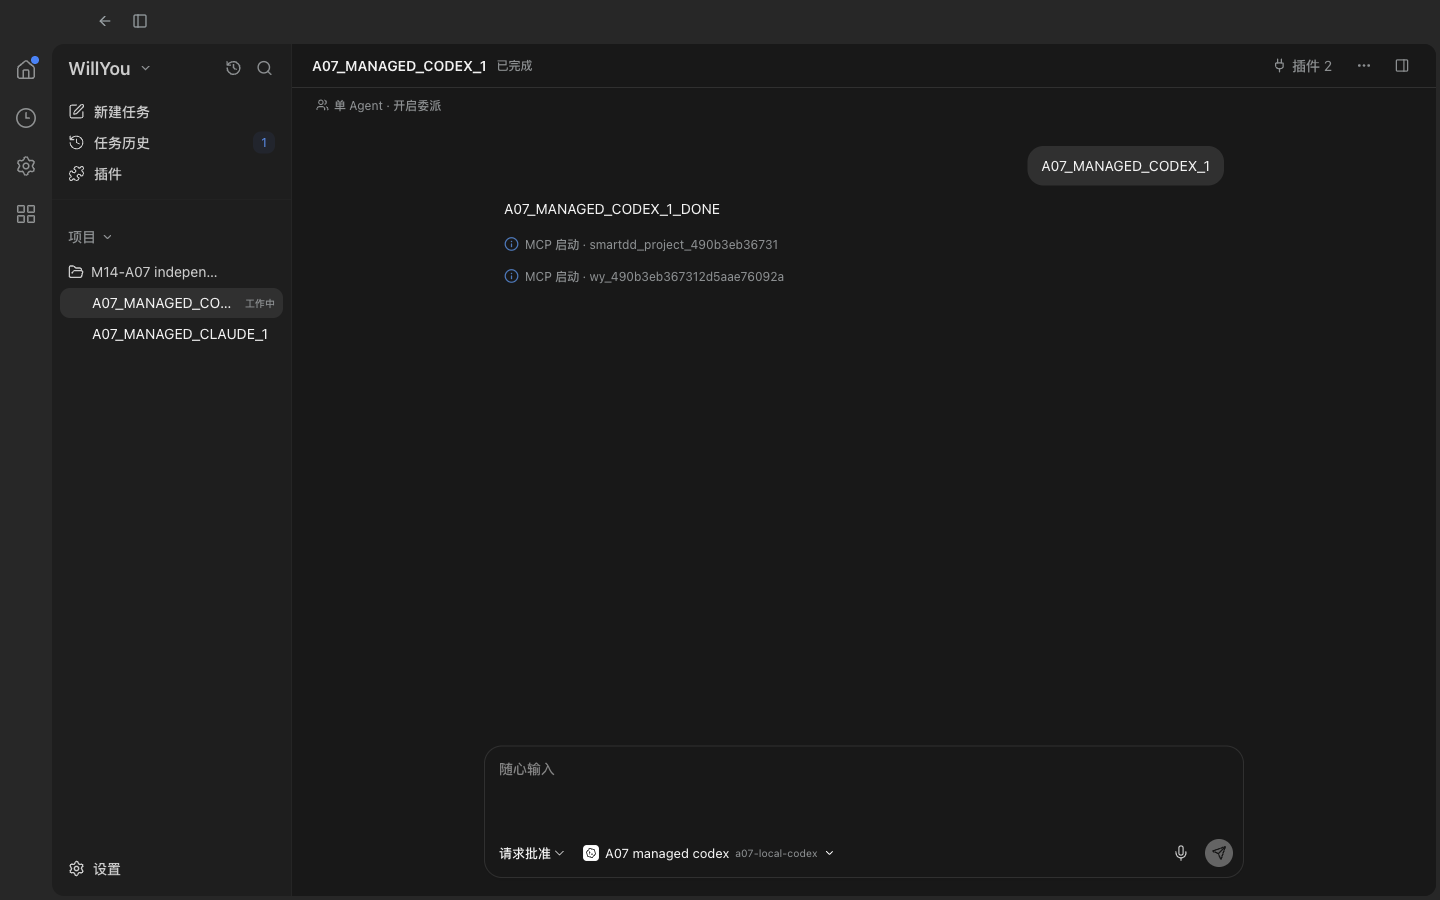 WillYou
新建任务
任务历史
1
插件
项目
M14-A07 indepen...
A07_MANAGED_CO... 工作中
A07_MANAGED_CLAUDE_1
设置
A07_MANAGED_CODEX_1 已完成
插件 2
单 Agent · 开启委派
A07_MANAGED_CODEX_1
A07_MANAGED_CODEX_1_DONE
MCP 启动 · smartdd_project_490b3eb36731
MCP 启动 · wy_490b3eb367312d5aae76092a
随心输入
请求批准 A07 managed codex a07-local-codex